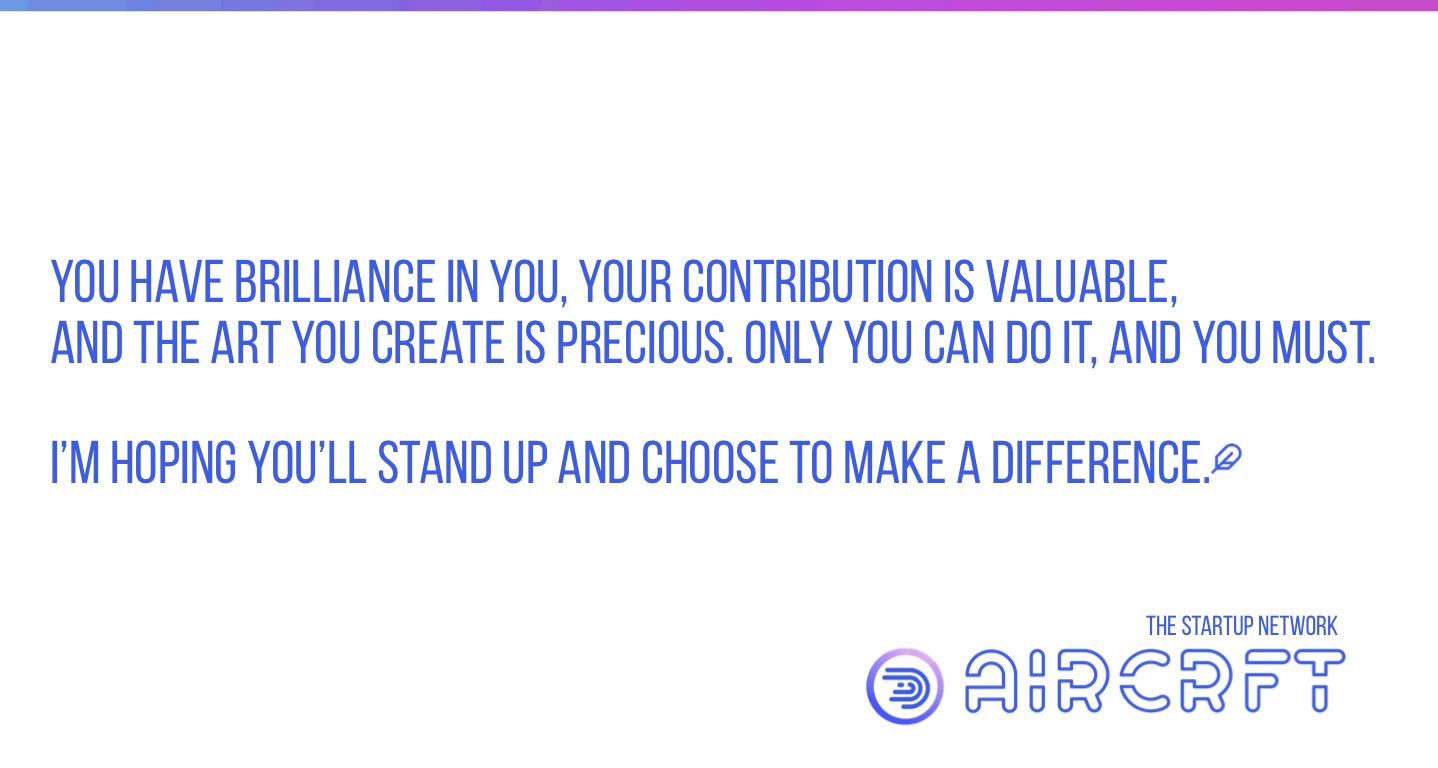 YOU HAVE BRILLIANCE IN YOU, YOUR CONTRIBUTION IS VALUABLE,
AND THE ART YOU CREATE IS PRECIOUS. ONLY YOU CAN DO IT, AND YOU MUST.
I'M HOPING YOU'LL STAND UP AND CHOOSE TO MAKE A DIFFERENCE.
THE STARTUP NETWORK
AIRCRFT